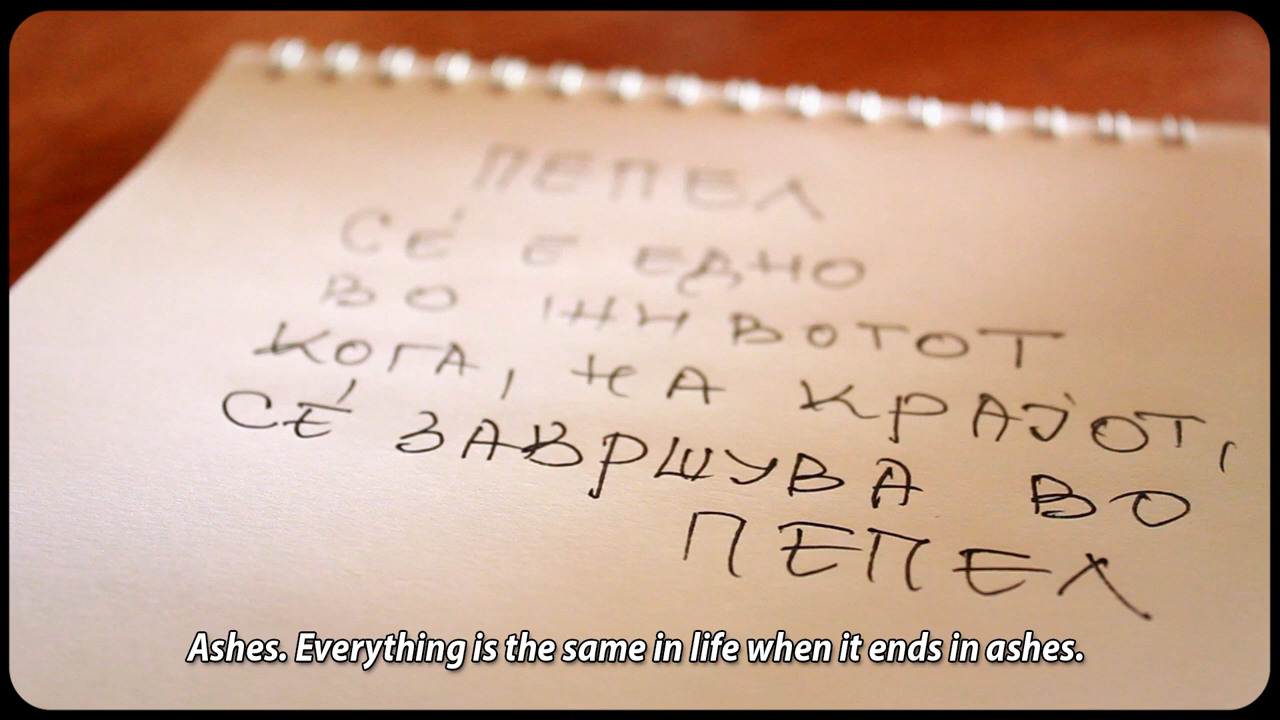 ПЕПЕЛ
СЀ Е ЕДНО
ВО ЖИВОТОТ
КОГА, НА КРАЈОТ,
СЀ ЗАВРШУВА ВО
ПЕПЕЛ
Ashes. Everything is the same in life when it ends in ashes.